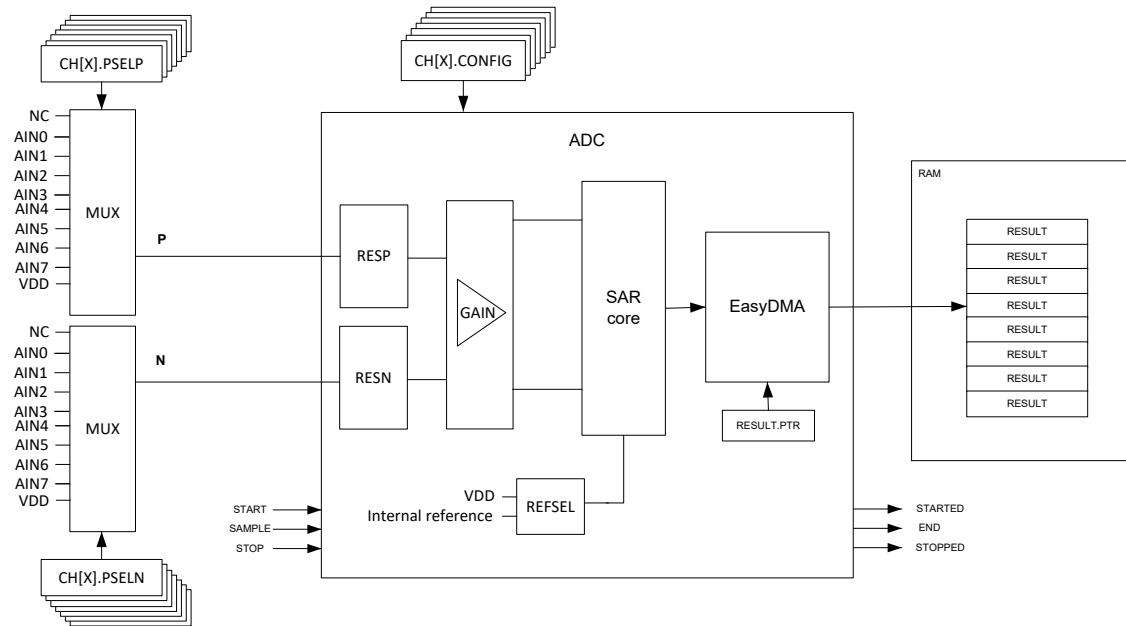 CH[X].PSELP
CH[X].CONFIG
NC
AIN0
AIN1
AIN2
AIN3
AIN4
AIN5
AIN6
AIN7
VDD
MUX
P
NC
AIN0
AIN1
AIN2
AIN3
AIN4
AIN5
AIN6
AIN7
VDD
MUX
N
CH[X].PSELN
ADC
RESP
RESN
GAIN
SAR
core
EasyDMA
RESULT.PTR
VDD
Internal reference
REFSEL
START
SAMPLE
STOP
STARTED
END
STOPPED
RAM
RESULT
RESULT
RESULT
RESULT
RESULT
RESULT
RESULT
RESULT